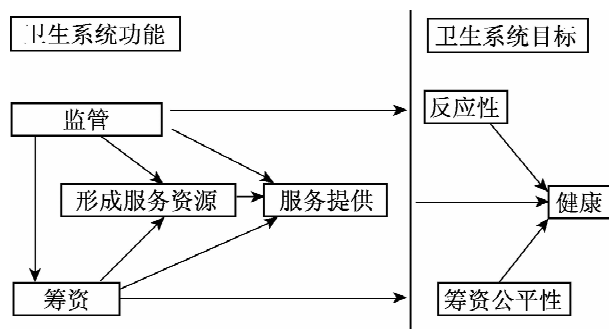 卫生系统功能
卫生系统目标
监管
反应性
形成服务资源
服务提供
健康
筹资
筹资公平性